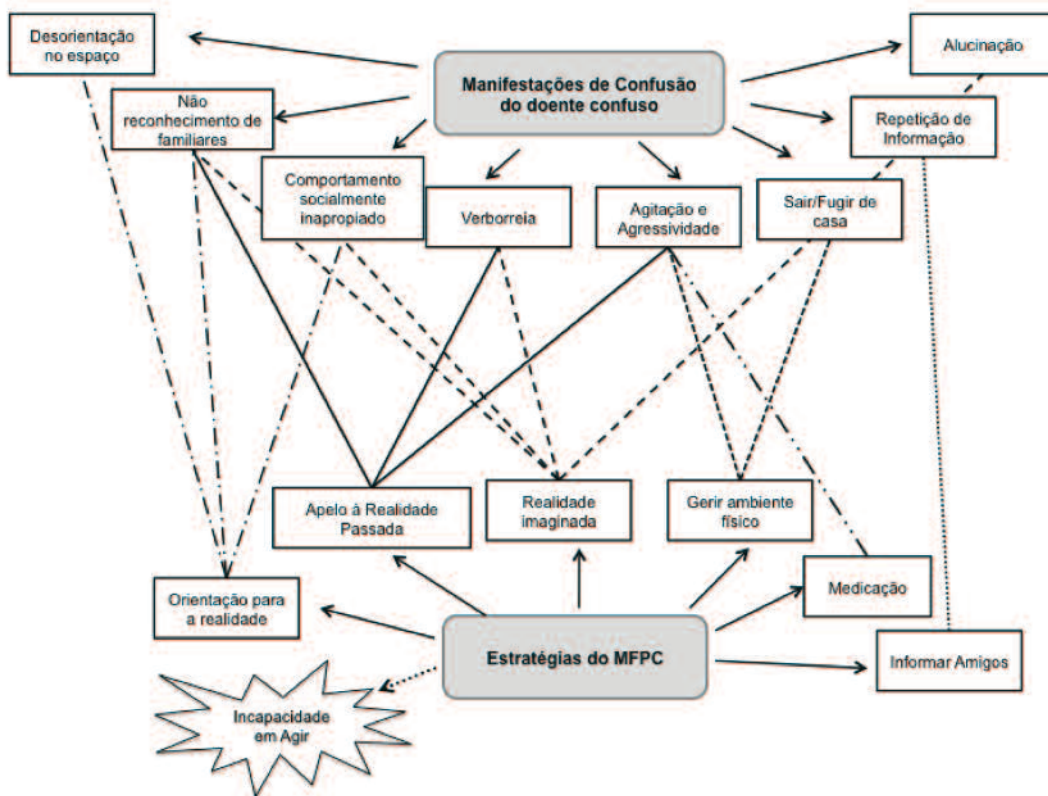 Desorientação
no espaço
Manifestações de Confusão
do doente confuso
Alucinação
Não
reconhecimento de
familiares
Repetição de
Informação
Comportamento
socialmente
inapropiado
Verborreia
Agitação e
Agressividade
Sair/Fugir de
casa
Apelo á Realidade
Passada
Realidade
imaginada
Gerir ambiente
físico
Medicação
Orientação para
a realidade
Estratégias do MFPC
Informar Amigos
Incapacidade
em Agir